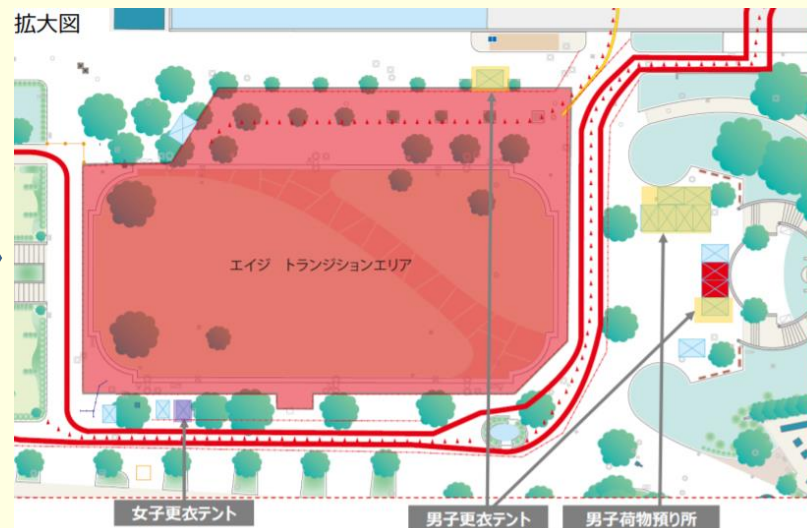 拡大図
エイジ トランジションエリア
女子更衣テント
男子更衣テント
男子荷物預り所